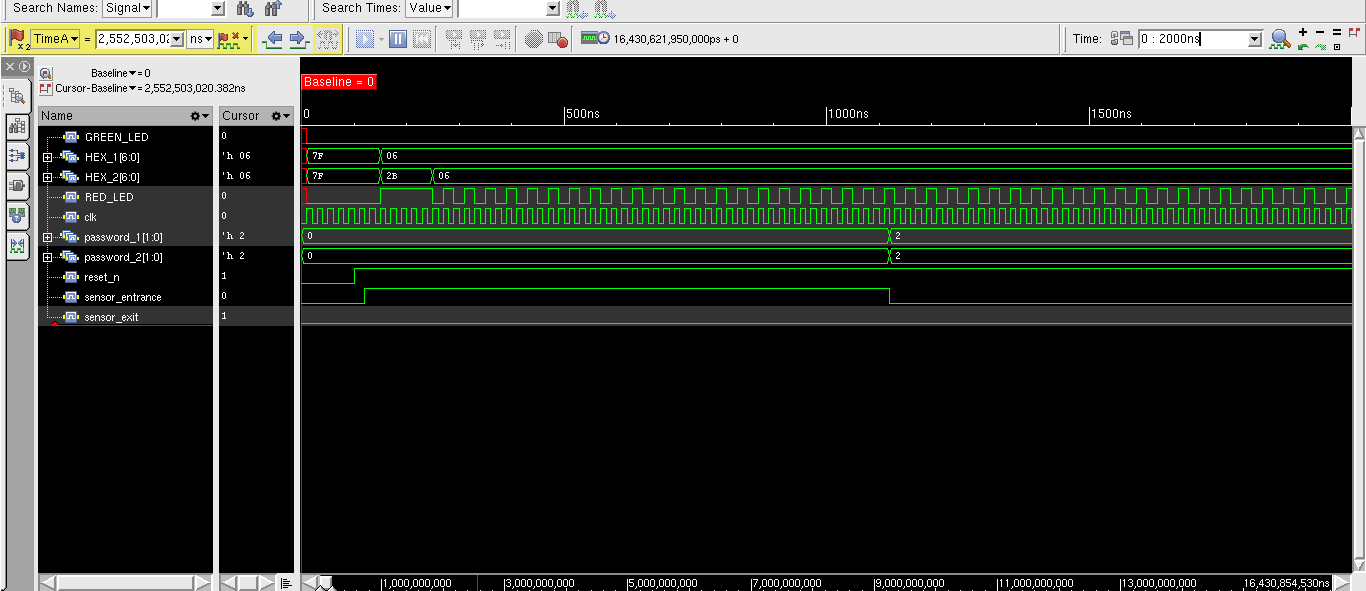 Search Names: Signal Search Times: Value
x2 TimeA = 2,552,503,02 ns 16,430,621,950,000ps + 0 Time: 0 : 2000ns
Baseline = 0
Cursor-Baseline = 2,552,503,020.382ns
Baseline = 0
Name Cursor 0 500ns 1000ns 1500ns
GREEN_LED 0
HEX_1[6:0] 'h 06 7F 06
HEX_2[6:0] 'h 06 7F 2B 06
RED_LED 0
clk 0
password_1[1:0] 'h 2 0 2
password_2[1:0] 'h 2 0 2
reset_n 1
sensor_entrance 0
sensor_exit 1
1,000,000,000 3,000,000,000 5,000,000,000 7,000,000,000 9,000,000,000 11,000,000,000 13,000,000,000 16,430,854,530ns